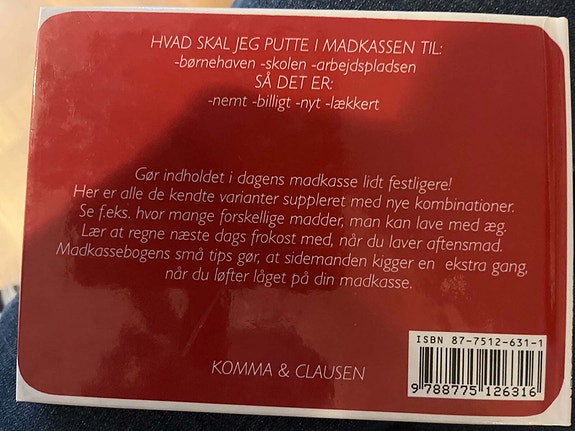 HVAD SKAL JEG PUTTE I MADKASSEN TIL:
-børnehaven -skolen -arbejdspladsen
SÅ DET ER:
-nemt -billigt -nyt -lækkert
Gør indholdet i dagens madkasse lidt festligere!
Her er alle de kendte varianter suppleret med nye kombinationer.
Se f.eks. hvor mange forskellige madder, man kan lave med æg.
Lær at regne næste dags frokost med, når du laver aftensmad.
Madkassebogens små tips gør, at sidemanden kigger en ekstra gang,
når du løfter låget på din madkasse.
KOMMA & CLAUSEN
ISBN 87-7512-631-1
9 788775 126316